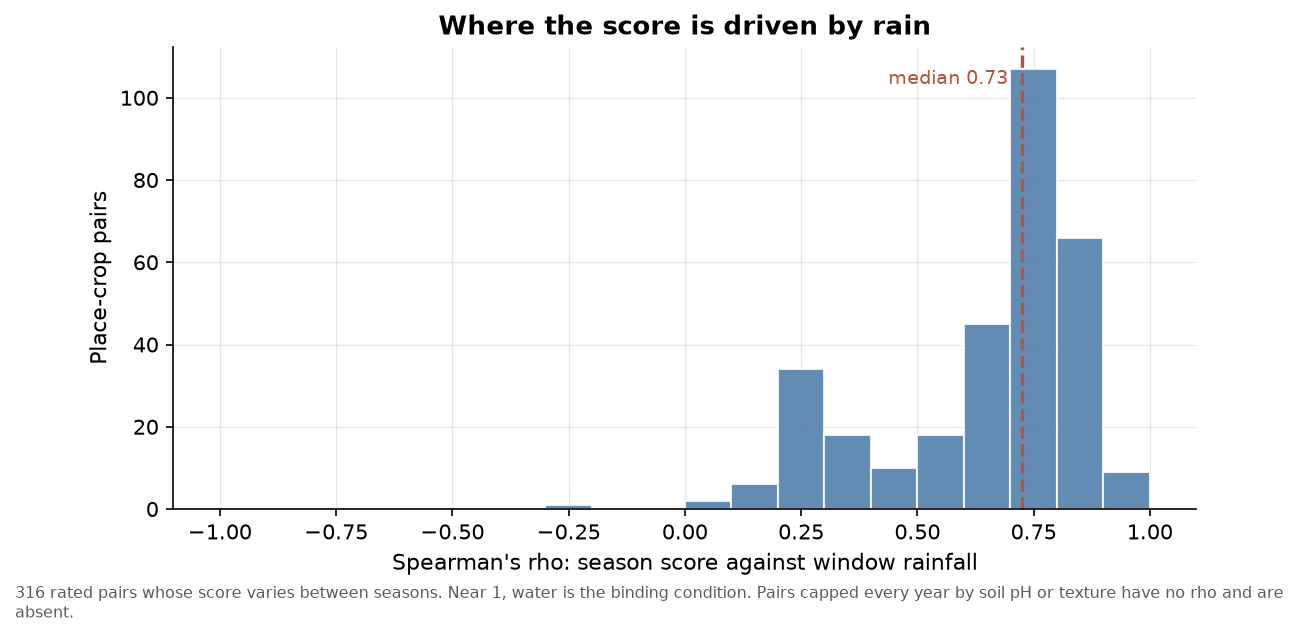 Where the score is driven by rain
median 0.73
Place-crop pairs
100
80
60
40
20
0
−1.00 −0.75 −0.50 −0.25 0.00 0.25 0.50 0.75 1.00
Spearman's rho: season score against window rainfall
316 rated pairs whose score varies between seasons. Near 1, water is the binding condition. Pairs capped every year by soil pH or texture have no rho and are
absent.